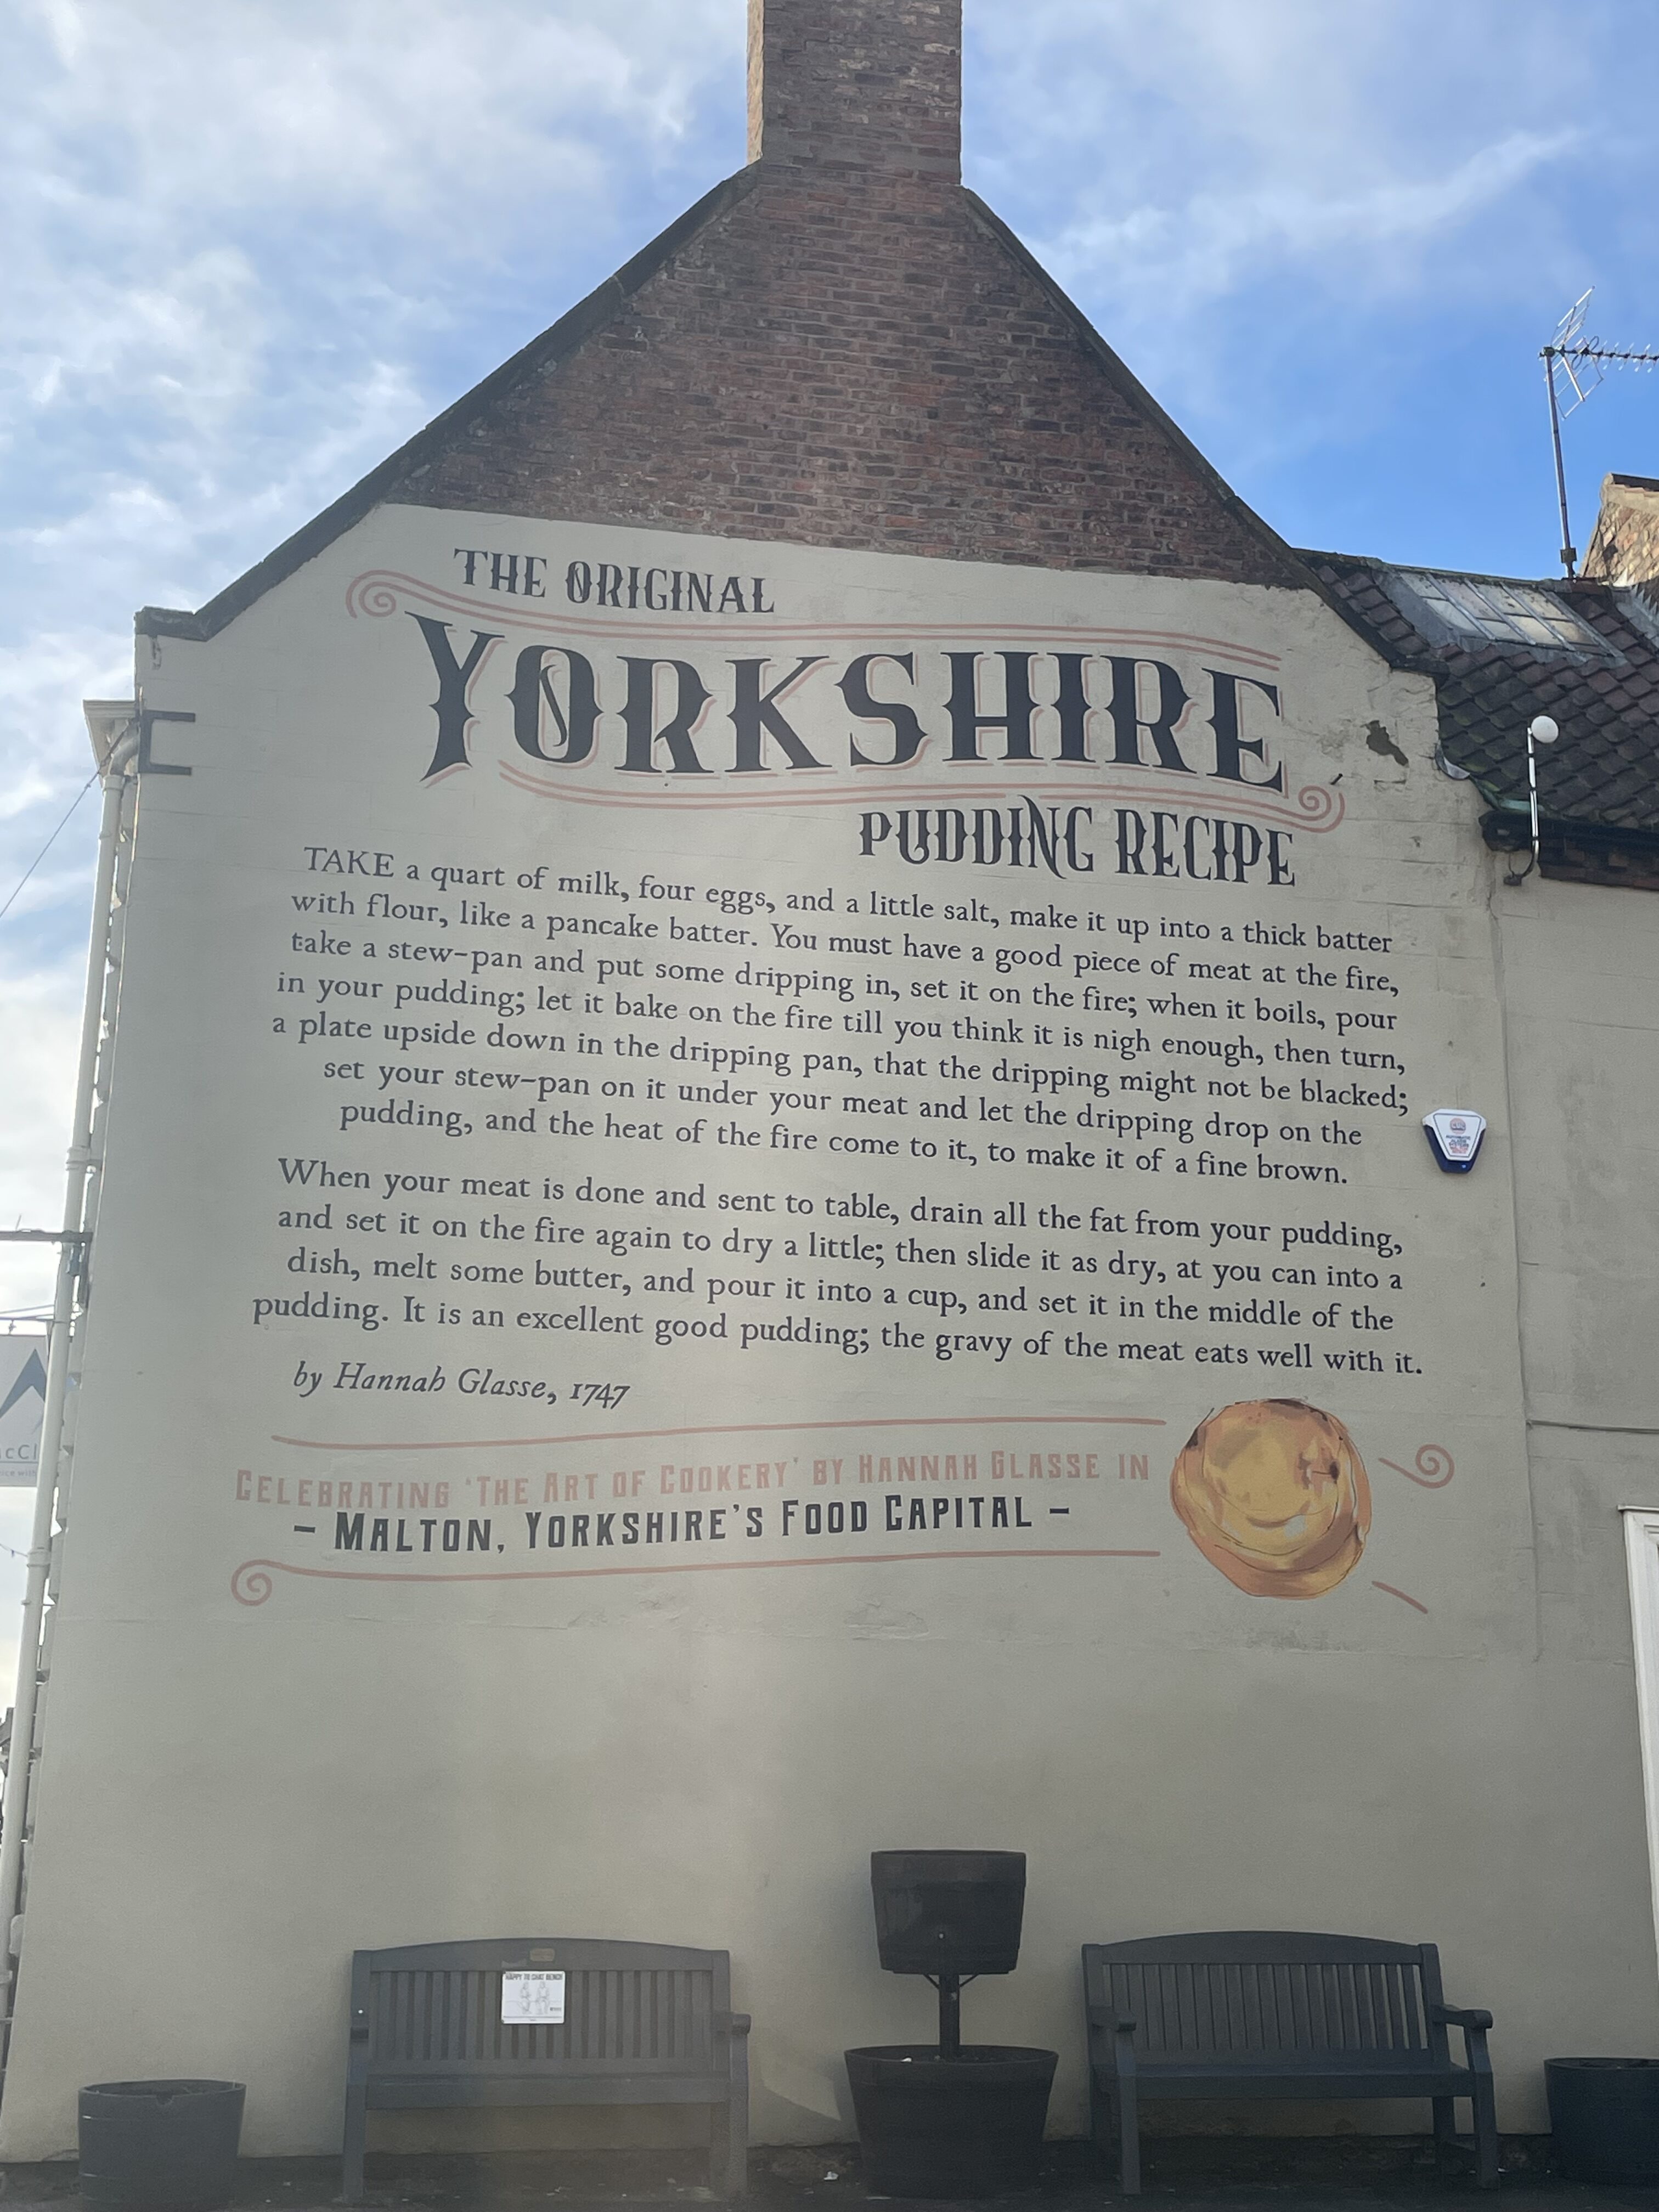 THE ORIGINAL
YORKSHIRE
PUDDING RECIPE
TAKE a quart of milk, four eggs, and a little salt, make it up into a thick batter
with flour, like a pancake batter. You must have a good piece of meat at the fire,
take a stew-pan and put some dripping in, set it on the fire; when it boils, pour
in your pudding; let it bake on the fire till you think it is nigh enough, then turn,
a plate upside down in the dripping pan, that the dripping might not be blacked;
set your stew-pan on it under your meat and let the dripping drop on the
pudding, and the heat of the fire come to it, to make it of a fine brown.
When your meat is done and sent to table, drain all the fat from your pudding,
and set it on the fire again to dry a little; then slide it as dry, at you can into a
dish, melt some butter, and pour it into a cup, and set it in the middle of the
pudding. It is an excellent good pudding; the gravy of the meat eats well with it.
by Hannah Glasse, 1747
CELEBRATING 'THE ART OF COOKERY' BY HANNAH GLASSE IN
- MALTON, YORKSHIRE'S FOOD CAPITAL -
HAPPY TO CHAT BENCH